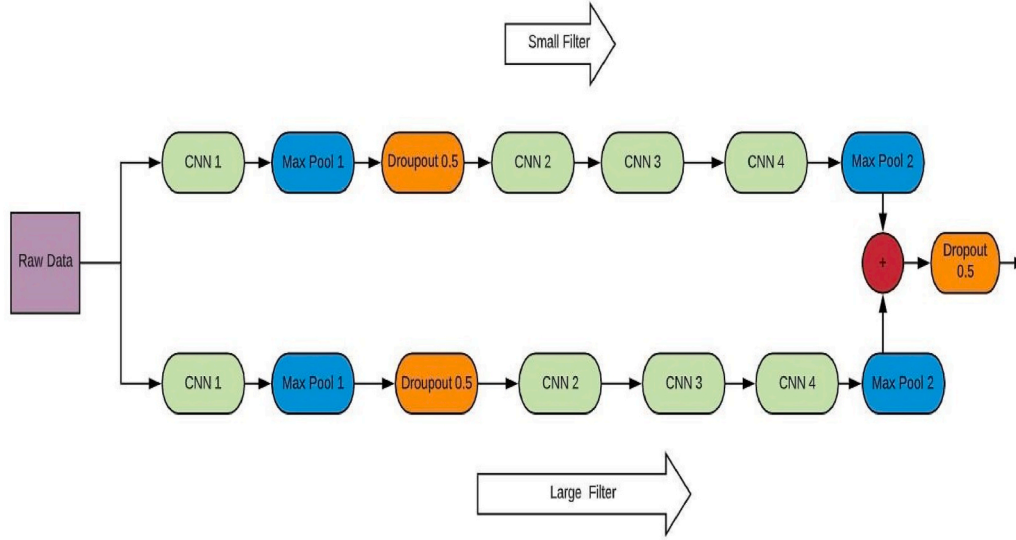 Small Filter
CNN 1
Max Pool 1
Droupout 0.5
CNN 2
CNN 3
CNN 4
Max Pool 2
Raw Data
+
Dropout
0.5
CNN 1
Max Pool 1
Droupout 0.5
CNN 2
CNN 3
CNN 4
Max Pool 2
Large Filter